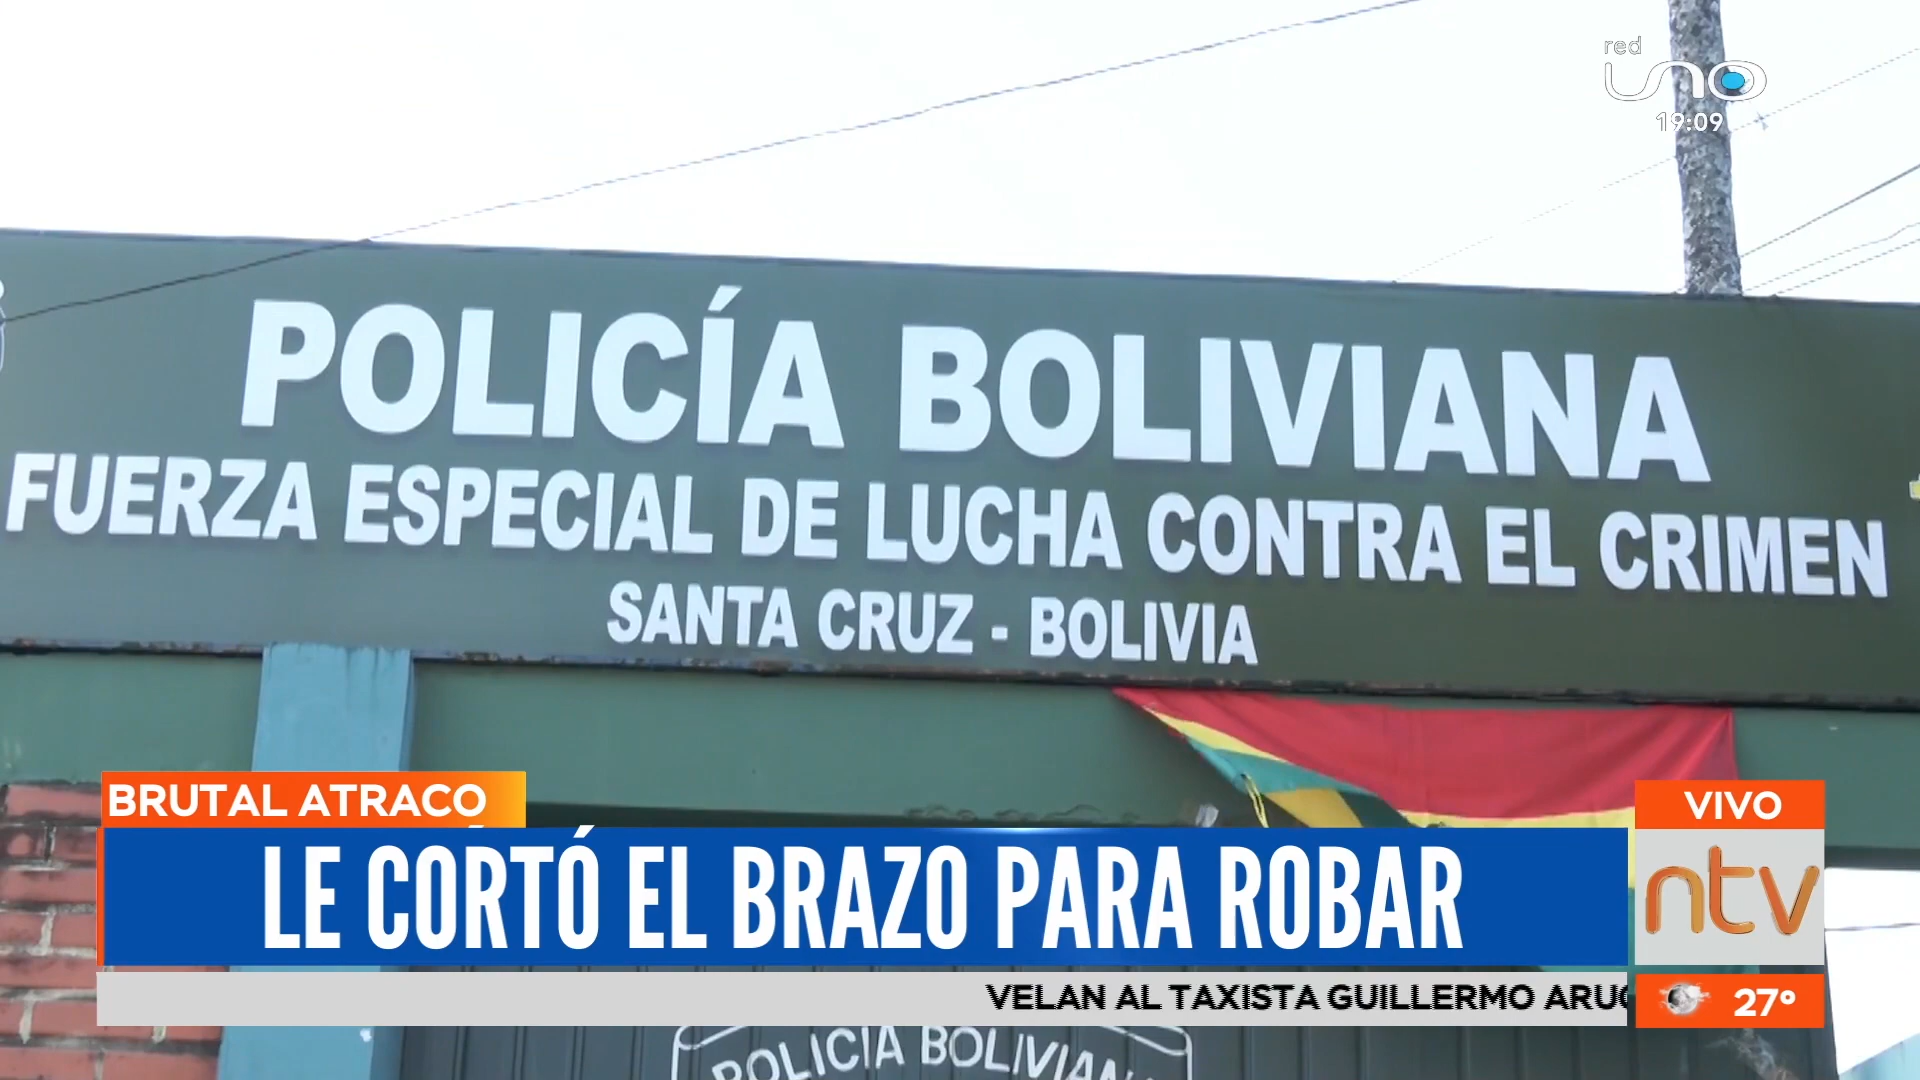 red
uno
19:09
POLICÍA BOLIVIANA
FUERZA ESPECIAL DE LUCHA CONTRA EL CRIMEN
SANTA CRUZ - BOLIVIA
BRUTAL ATRACO
LE CORTÓ EL BRAZO PARA ROBAR
VIVO
ntv
VELAN AL TAXISTA GUILLERMO
27°
POLICIA BOLIVIANA